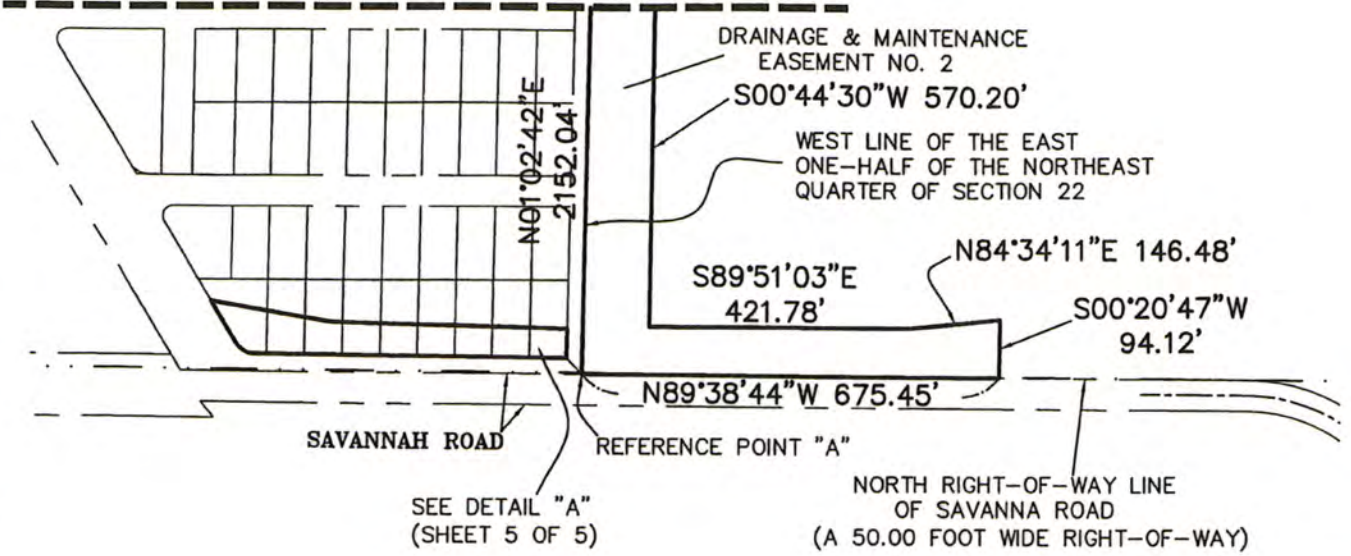 DRAINAGE & MAINTENANCE
EASEMENT NO. 2
S00°44'30"W 570.20'
WEST LINE OF THE EAST
ONE-HALF OF THE NORTHEAST
QUARTER OF SECTION 22
N01°02'42"E
2152.04'
N84°34'11"E 146.48'
S89°51'03"E
421.78'
S00°20'47"W
94.12'
N89°38'44"W 675.45'
SAVANNAH ROAD
REFERENCE POINT "A"
SEE DETAIL "A"
(SHEET 5 OF 5)
NORTH RIGHT-OF-WAY LINE
OF SAVANNA ROAD
(A 50.00 FOOT WIDE RIGHT-OF-WAY)